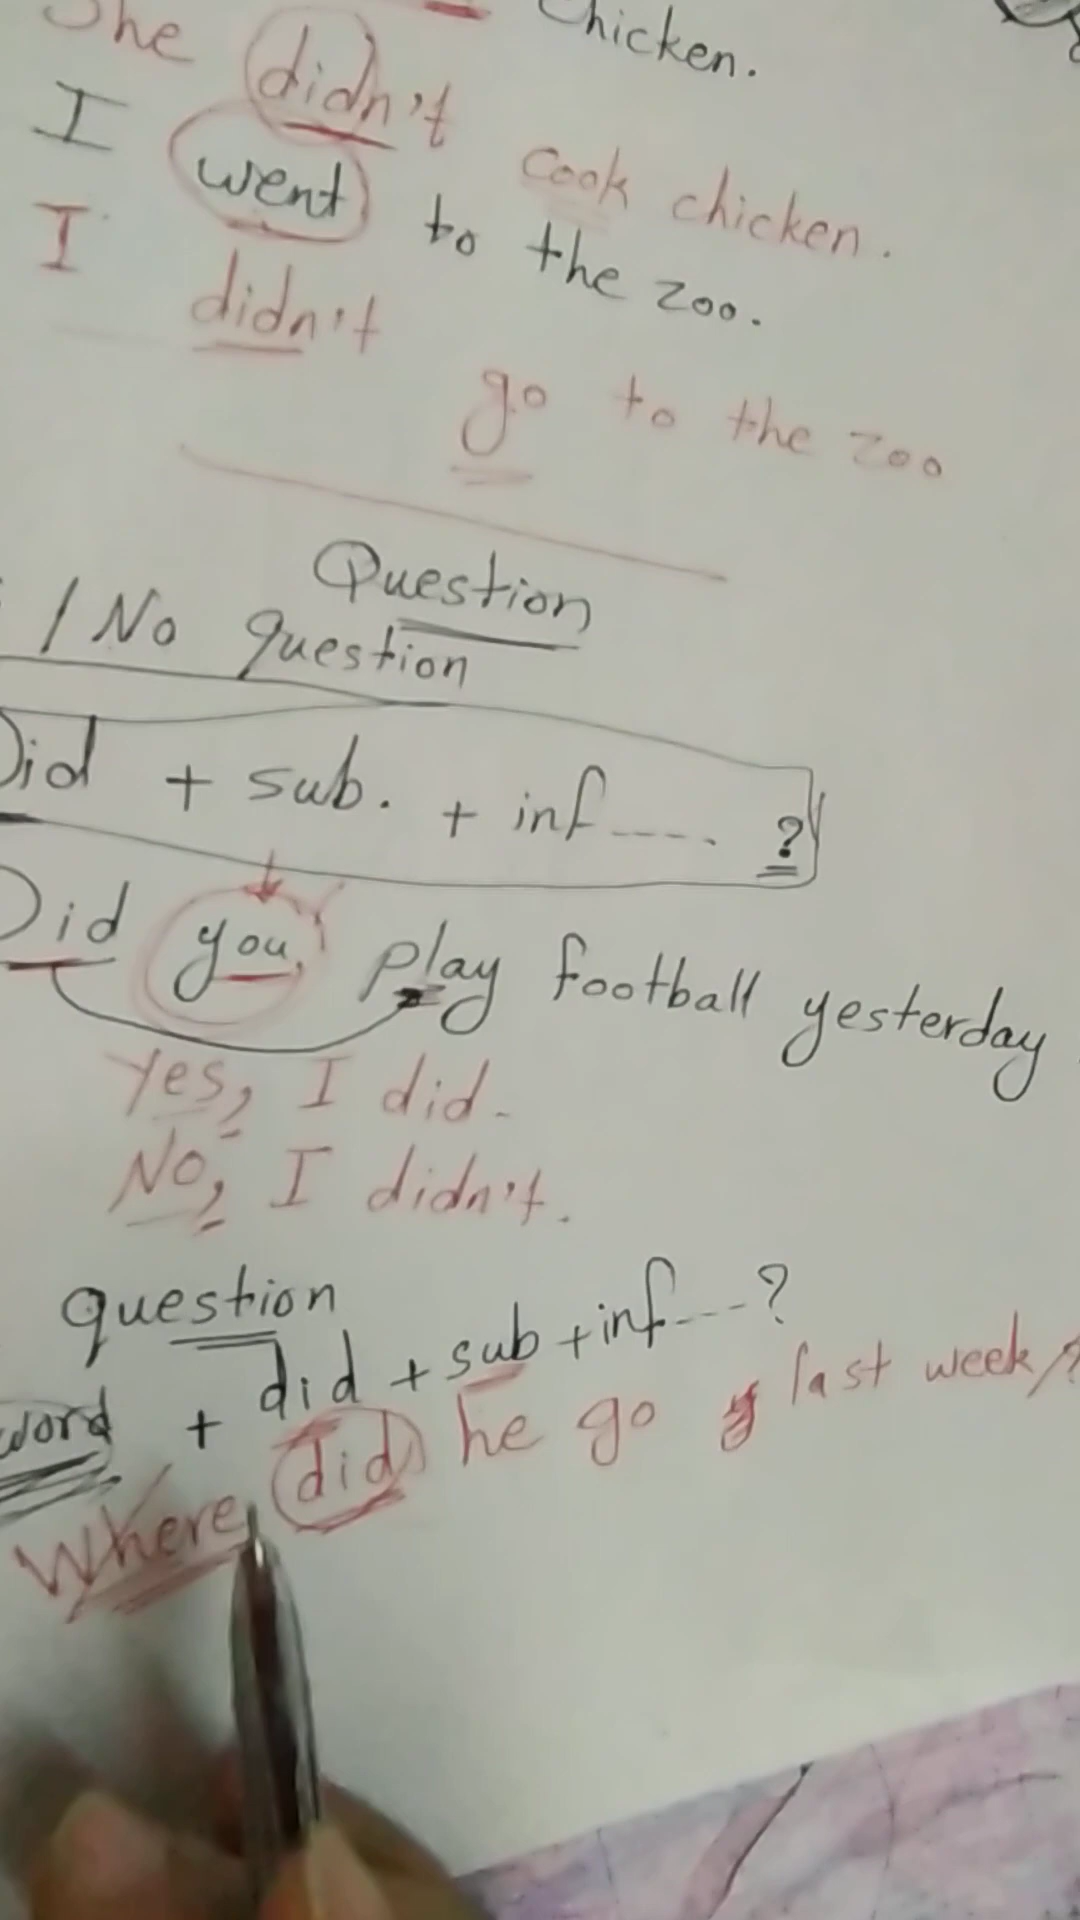 chicken.
She didn't cook chicken.
I went to the zoo.
I didn't go to the zoo
Question
/ No question
Did + sub. + inf ----. ?
Did you play football yesterday
Yes, I did.
No, I didn't.
question
word + did + sub + inf---?
Where did he go last week?